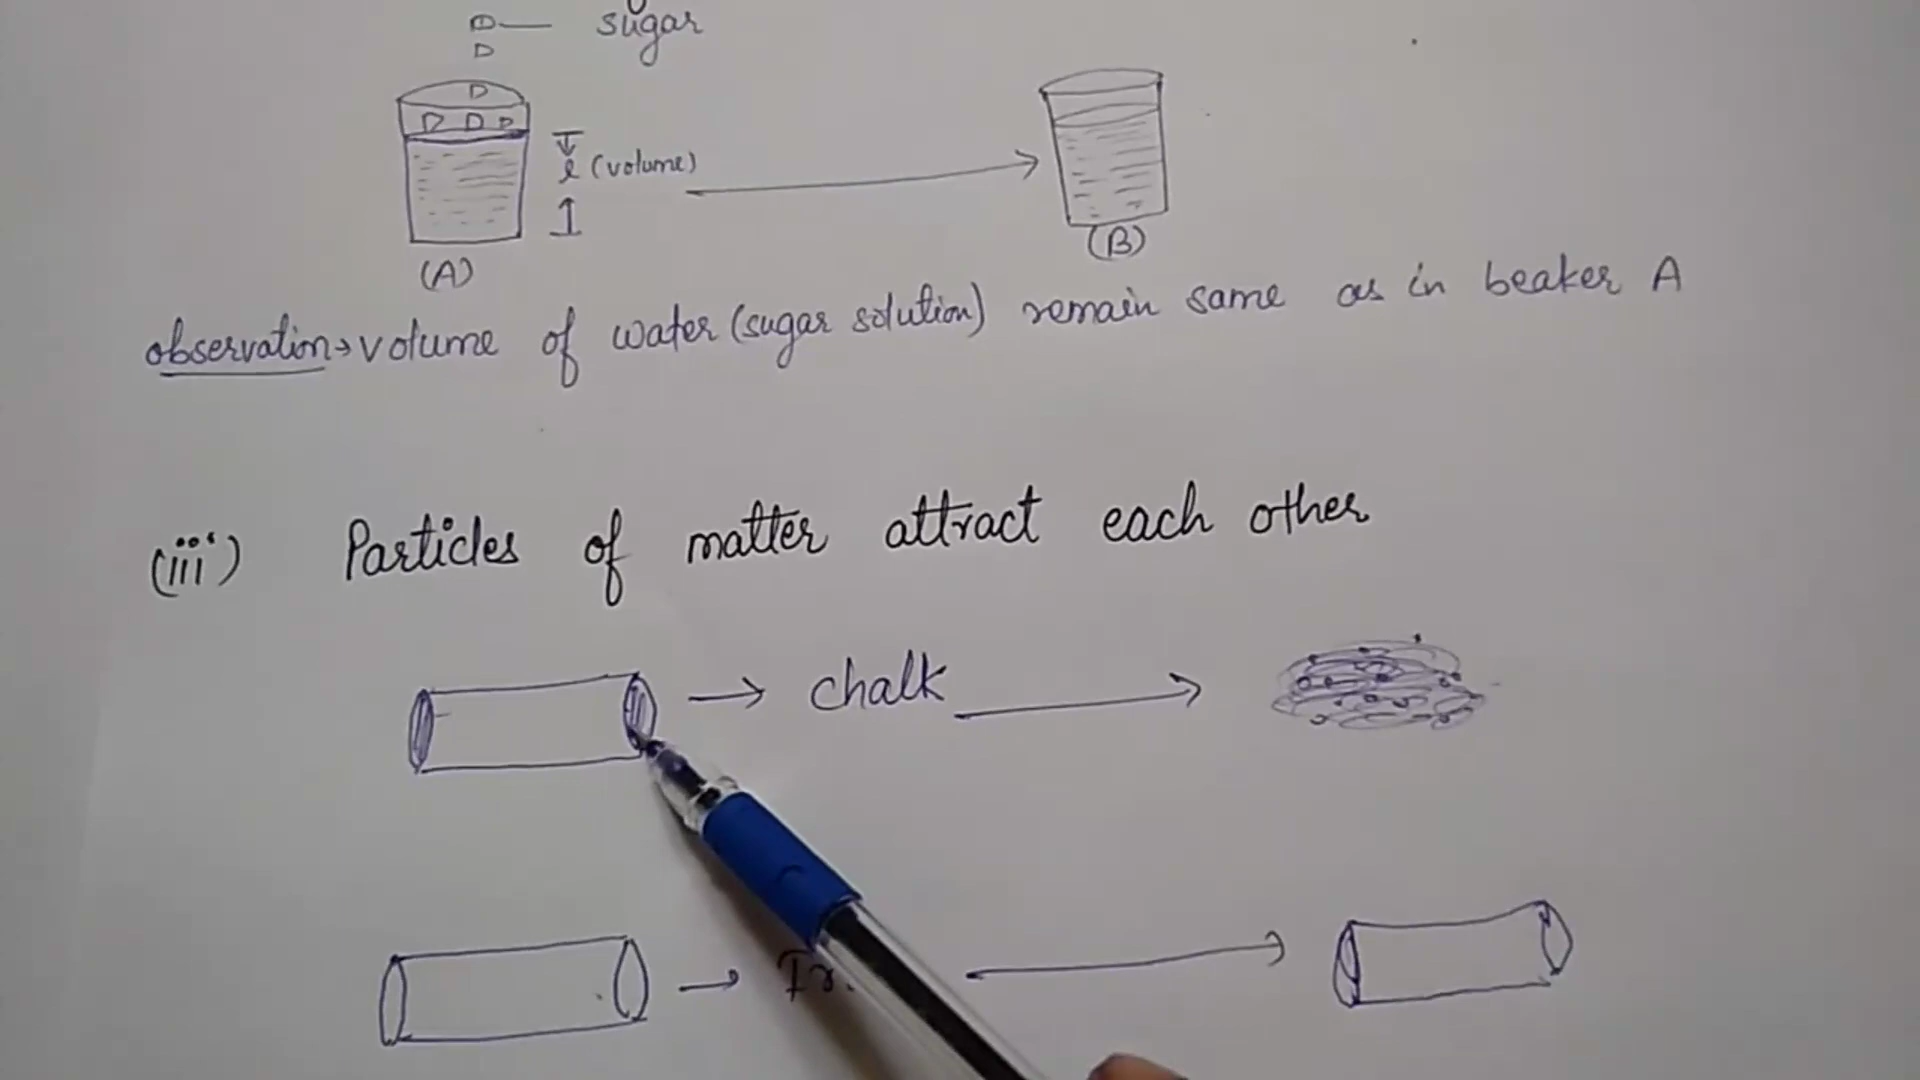 sugar
l (volume)
(A)
(B)
observation→volume of water (sugar solution) remain same as in beaker A
(iii) Particles of matter attract each other
→ chalk